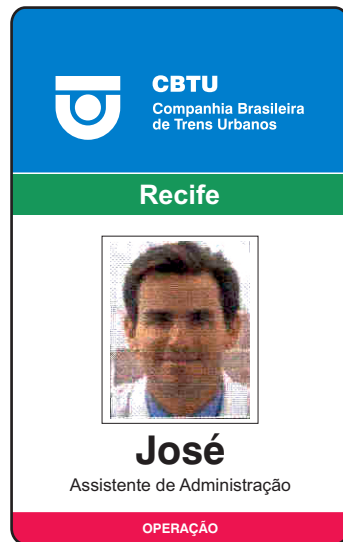 CBTU
Companhia Brasileira
de Trens Urbanos
Recife
José
Assistente de Administração
OPERAÇÃO